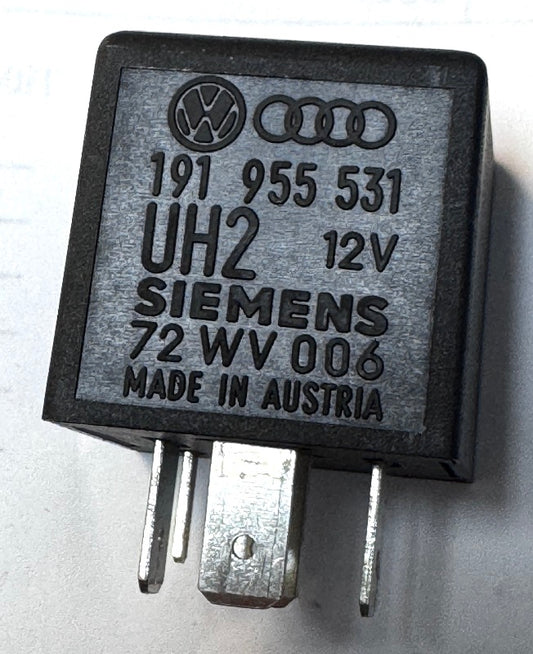 191 955 531
UH2 12V
SIEMENS
72 WV 006
MADE IN AUSTRIA